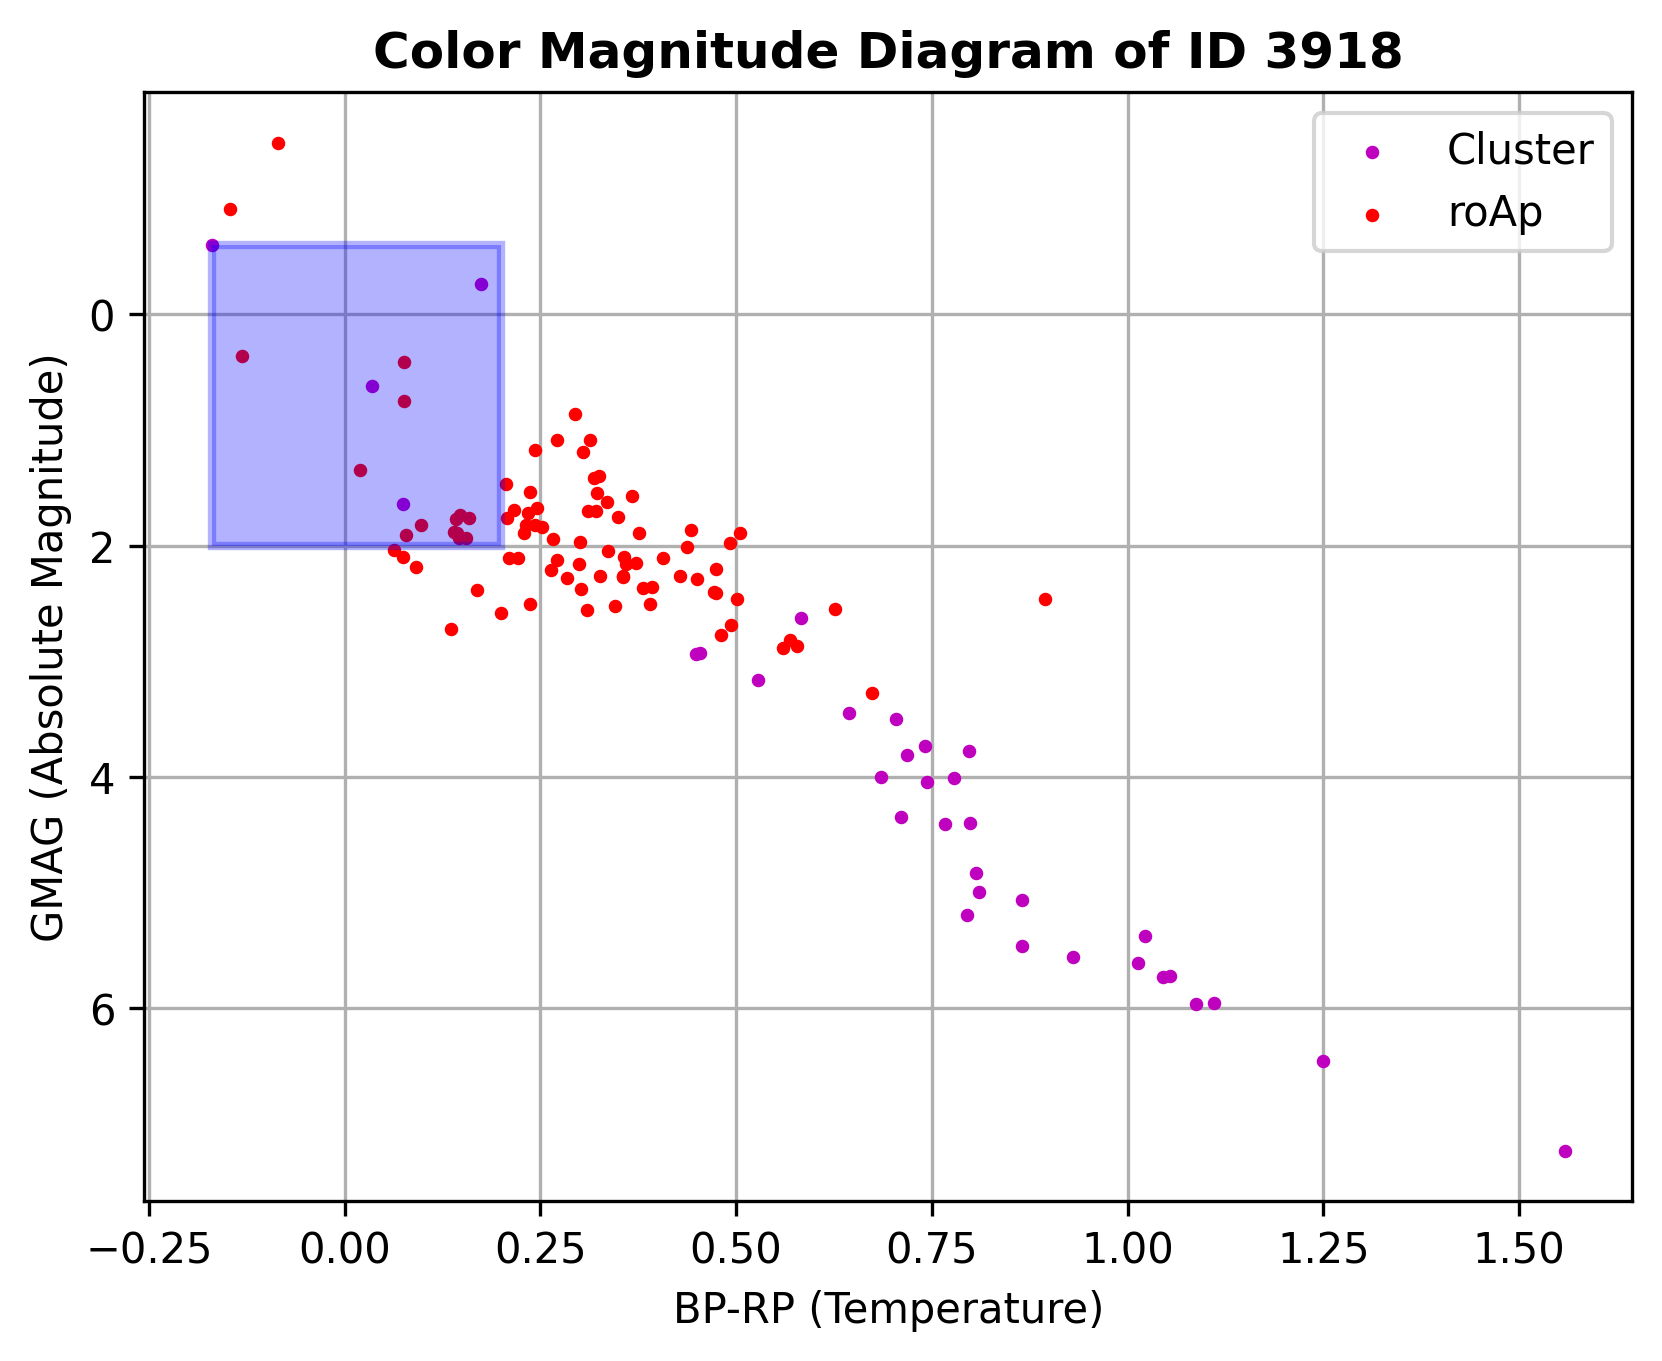 Color Magnitude Diagram of ID 3918
Cluster
roAp
GMAG (Absolute Magnitude)
0
2
4
6
−0.25 0.00 0.25 0.50 0.75 1.00 1.25 1.50
BP-RP (Temperature)